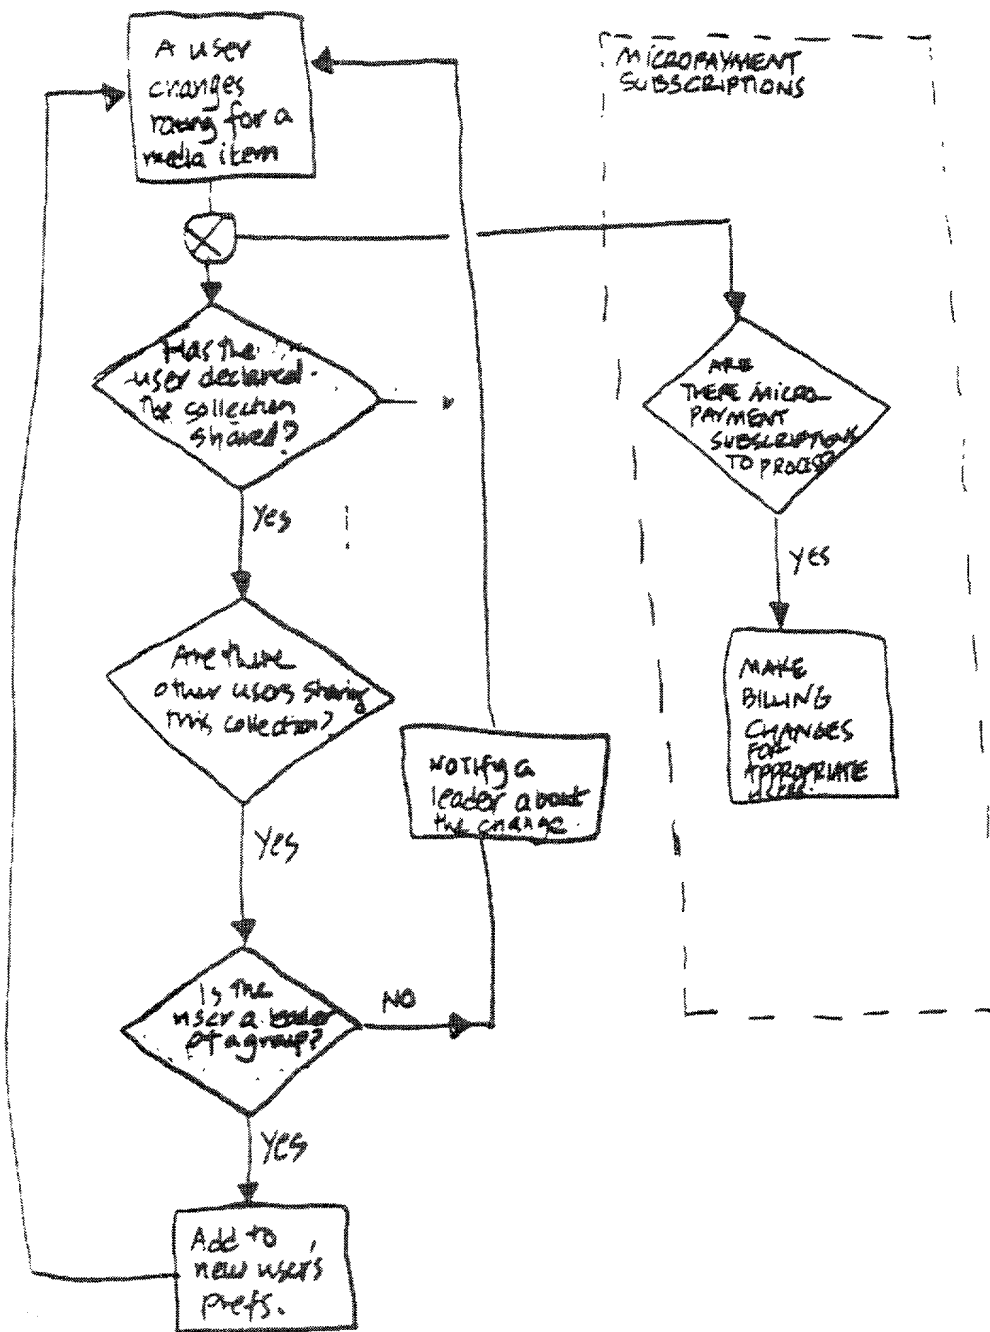 A user
changes
rating for a
media item
MICROPAYMENT
SUBSCRIPTIONS
Has the
user declared
the collection
shared?
ARE
THERE MICRO-
PAYMENT
SUBSCRIPTIONS
TO PROCESS?
Yes
YES
Are there
other users sharing
this collection?
MAKE
BILLING
CHANGES
FOR
APPROPRIATE
USER.
Notify a
leader about
the change.
Yes
Is the
user a leader
of a group?
NO
Yes
Add to
new user's
prefs.